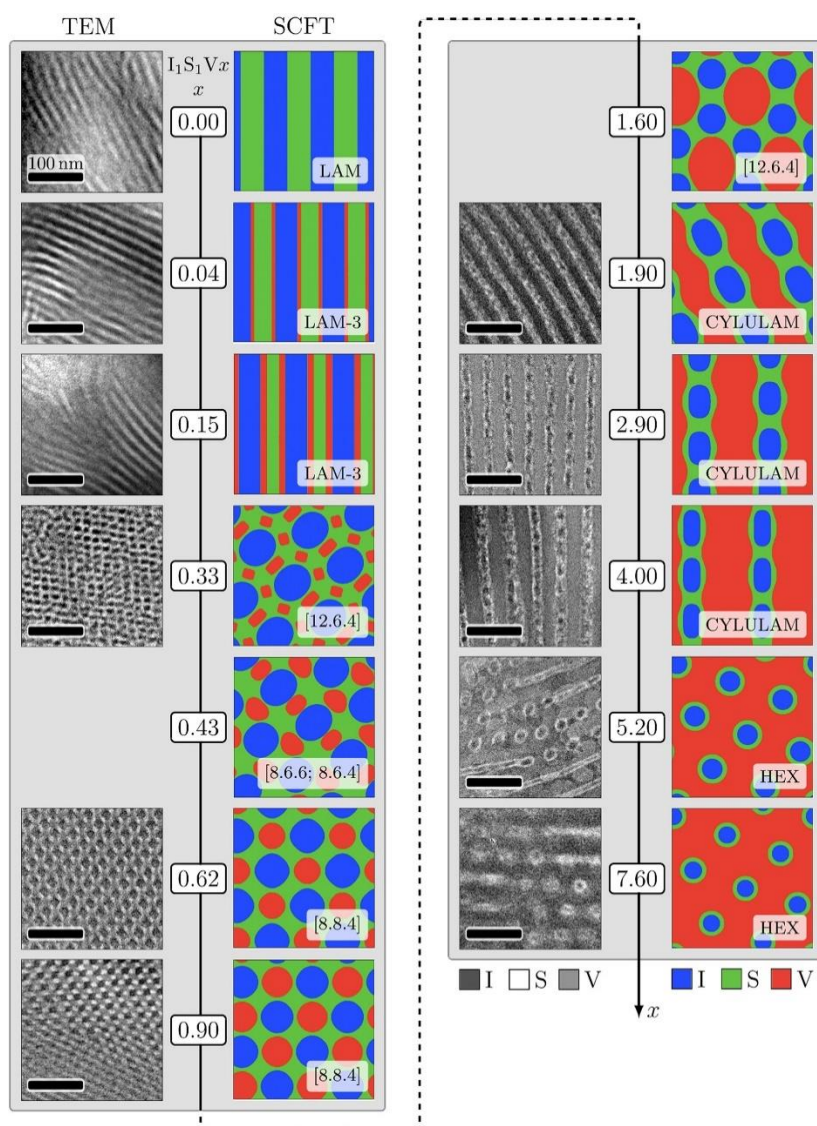 TEM SCFT
I₁S₁Vx
x
100 nm
0.00
LAM
0.04
LAM-3
0.15
LAM-3
0.33
[12.6.4]
0.43
[8.6.6; 8.6.4]
0.62
[8.8.4]
0.90
[8.8.4]
1.60
[12.6.4]
1.90
CYLULAM
2.90
CYLULAM
4.00
CYLULAM
5.20
HEX
7.60
HEX
I S V I S V
x